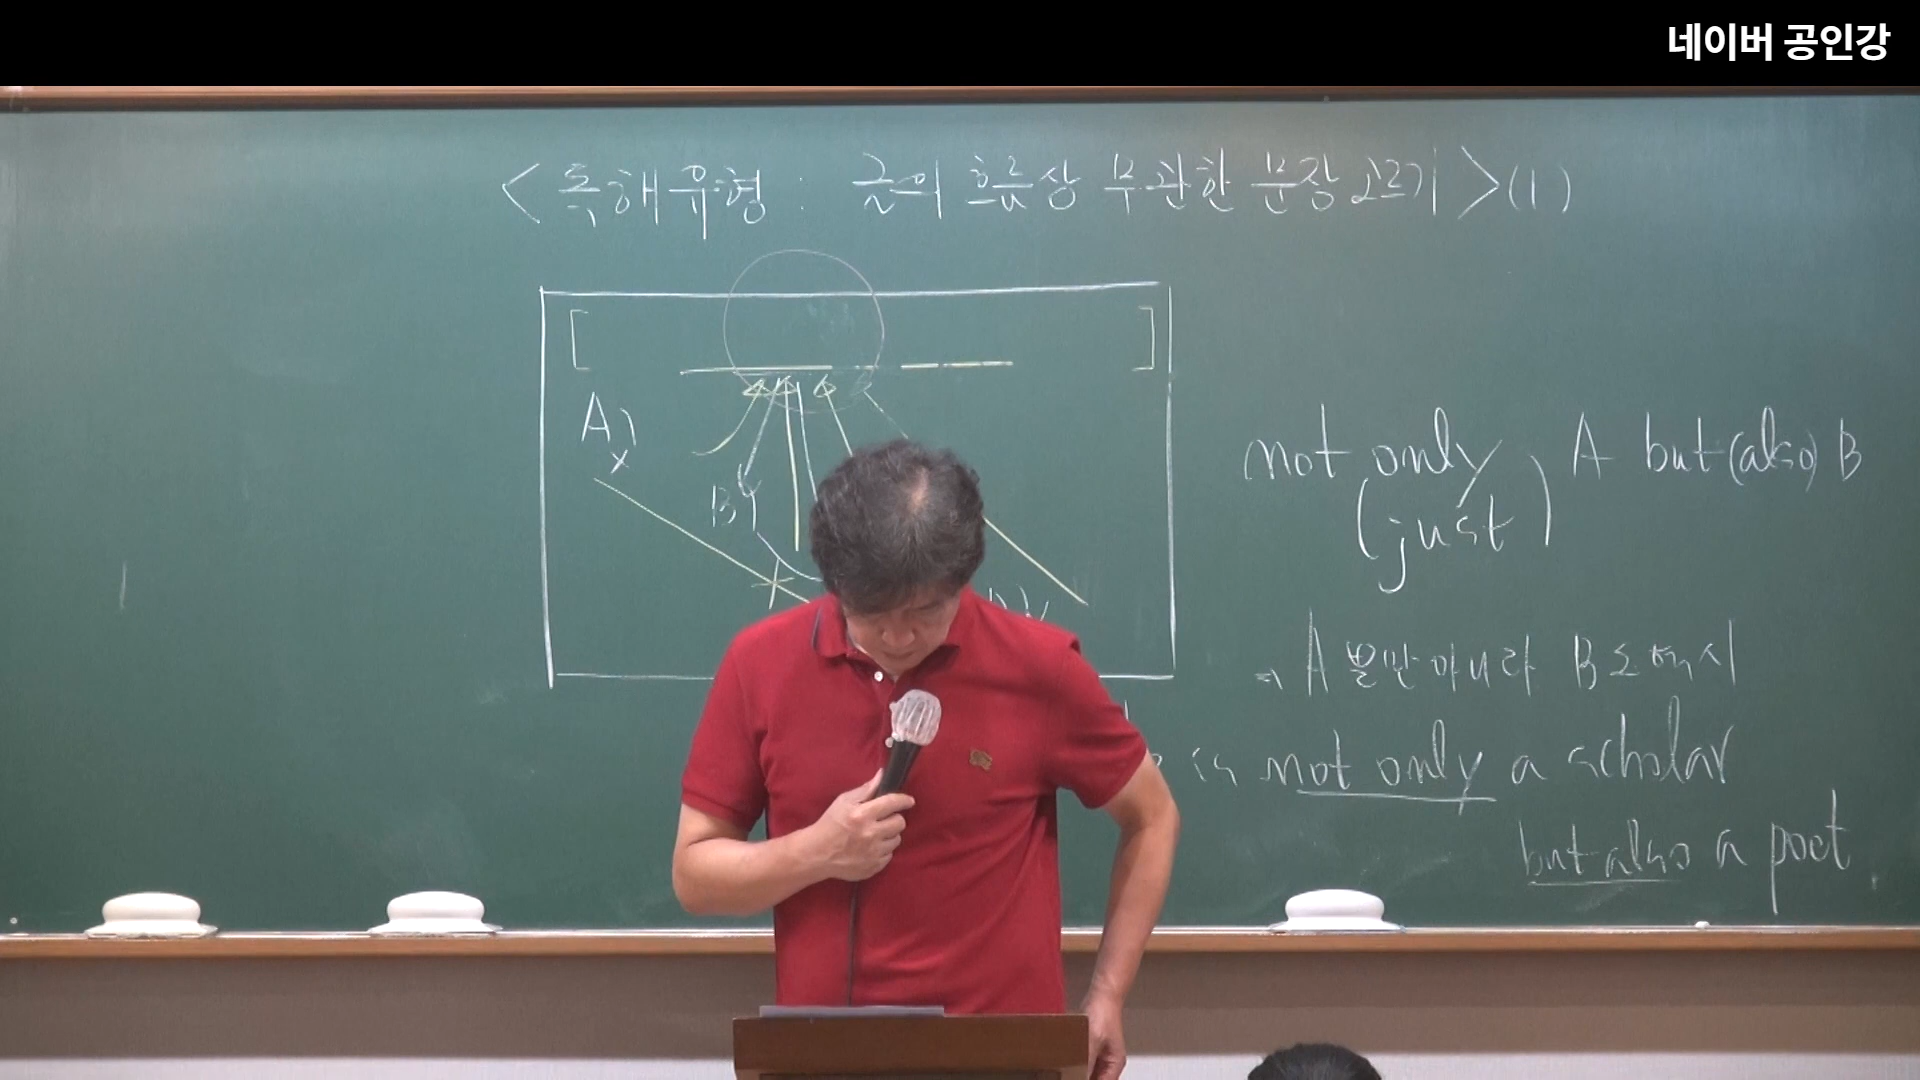 네이버 공인강
< 독해유형 : 글의 흐름상 무관한 문장 고르기 > (1)
A)
B)
not only A but (also) B
(just)
⇒ A 뿐만 아니라 B도 역시
is not only a scholar
but also a poet